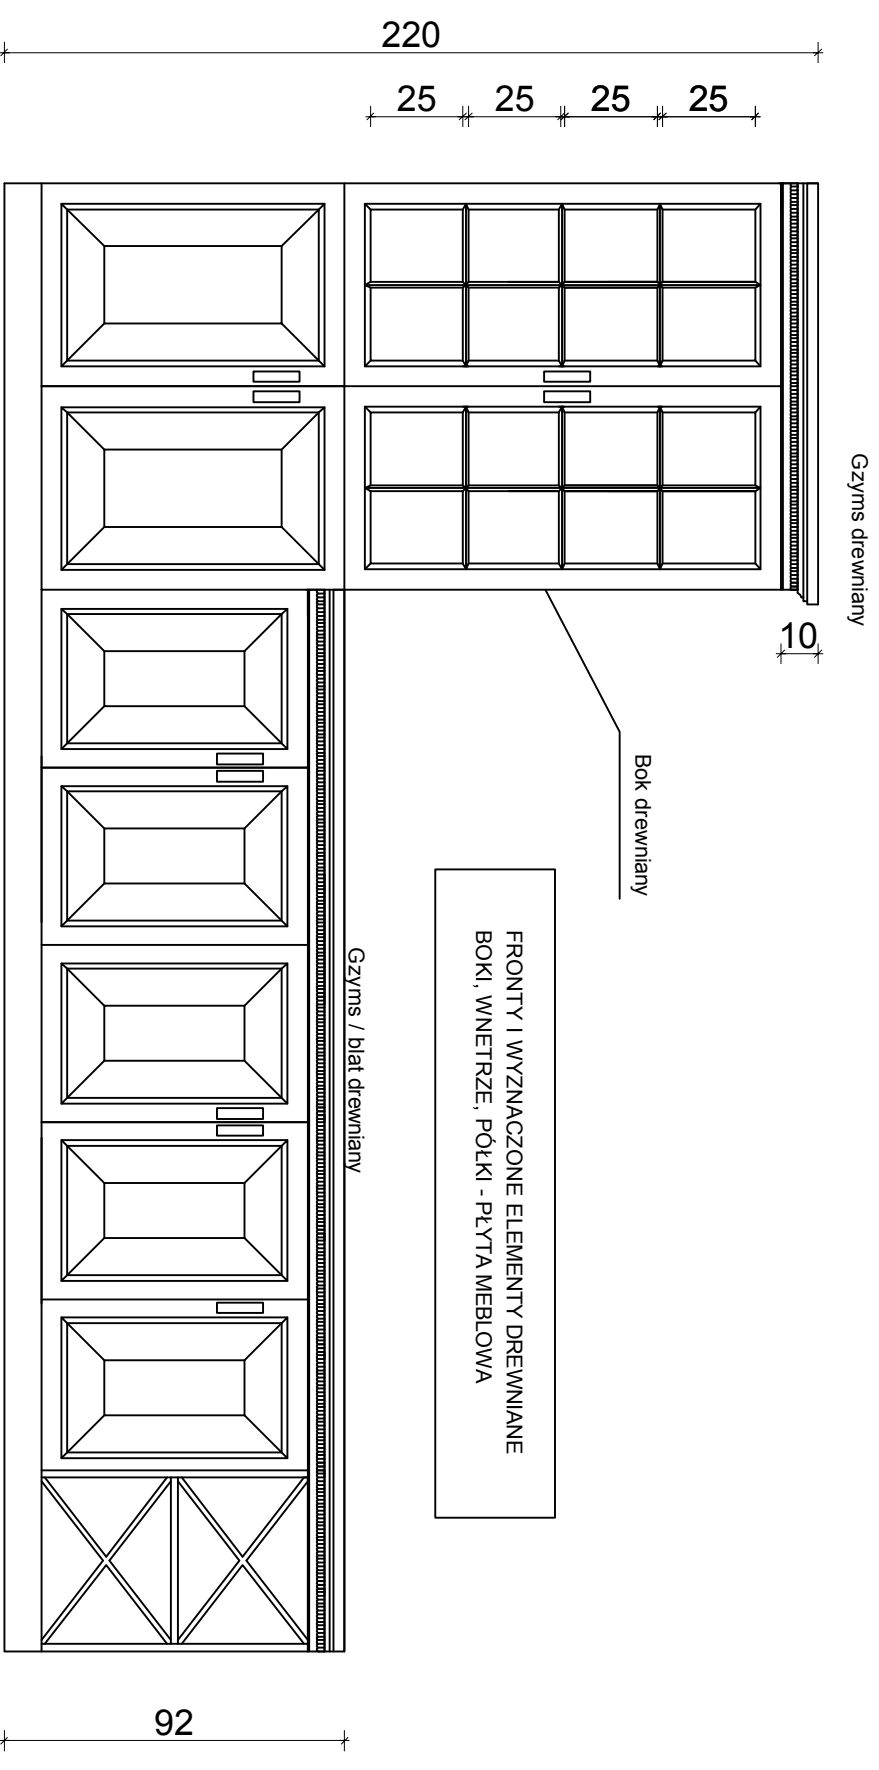 220
25
25
25
25
Gzyms drewniany
10
Bok drewniany
FRONTY I WYZNACZONE ELEMENTY DREWNIANE
BOKI, WNETRZE, PÓŁKI - PŁYTA MEBLOWA
Gzyms / blat drewniany
92